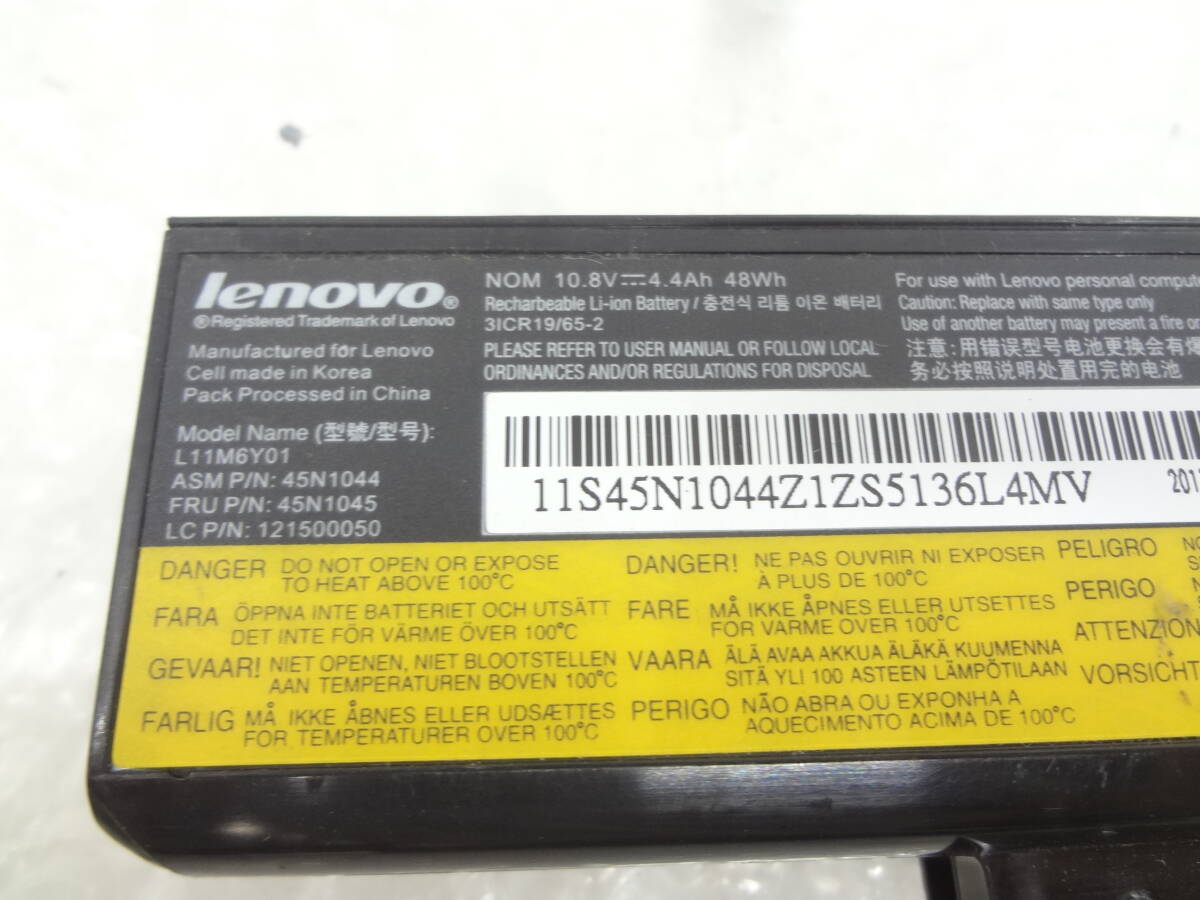 lenovo®
®Registered Trademark of Lenovo
Manufactured for Lenovo
Cell made in Korea
Pack Processed in China
Model Name (型號/型号):
L11M6Y01
ASM P/N: 45N1044
FRU P/N: 45N1045
LC P/N: 121500050
NOM 10.8V⎓4.4Ah 48Wh
Recharbeable Li-ion Battery / 충전식 리튬 이온 배터리
3ICR19/65-2
PLEASE REFER TO USER MANUAL OR FOLLOW LOCAL
ORDINANCES AND/OR REGULATIONS FOR DISPOSAL
For use with Lenovo personal
Caution: Replace with same type only
Use of another battery may present a fire
注意: 用错误型号电池更换会有
务必按照说明处置用完的电池
11S45N1044Z1ZS5136L4MV
DANGER DO NOT OPEN OR EXPOSE
TO HEAT ABOVE 100°C
FARA ÖPPNA INTE BATTERIET OCH UTSÄTT
DET INTE FÖR VÄRME ÖVER 100°C
GEVAAR! NIET OPENEN, NIET BLOOTSTELLEN
AAN TEMPERATUREN BOVEN 100°C
FARLIG MÅ IKKE ÅBNES ELLER UDSÆTTES
FOR TEMPERATURER OVER 100°C
DANGER! NE PAS OUVRIR NI EXPOSER
À PLUS DE 100°C
FARE MÅ IKKE ÅPNES ELLER UTSETTES
FOR VARME OVER 100°C
VAARA ÄLÄ AVAA AKKUA ÄLÄKÄ KUUMENNA
SITÄ YLI 100 ASTEEN LÄMPÖTILAAN
PERIGO NÃO ABRA OU EXPONHA A
AQUECIMENTO ACIMA DE 100°C
PELIGRO
PERIGO
ATTENZION
VORSICHT